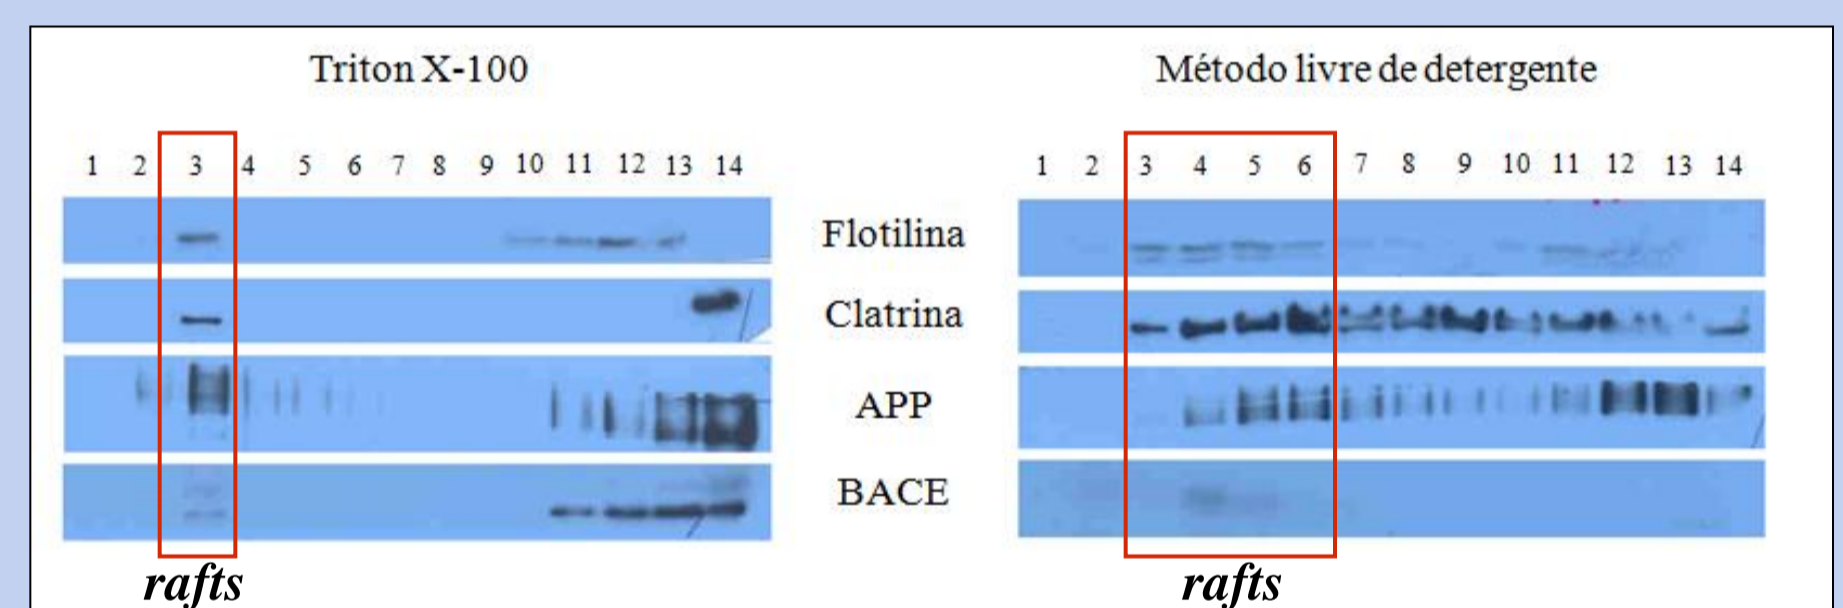 Triton X-100
Método livre de detergente
1 2 3 4 5 6 7 8 9 10 11 12 13 14
1 2 3 4 5 6 7 8 9 10 11 12 13 14
Flotilina
Clatrina
APP
BACE
rafts
rafts